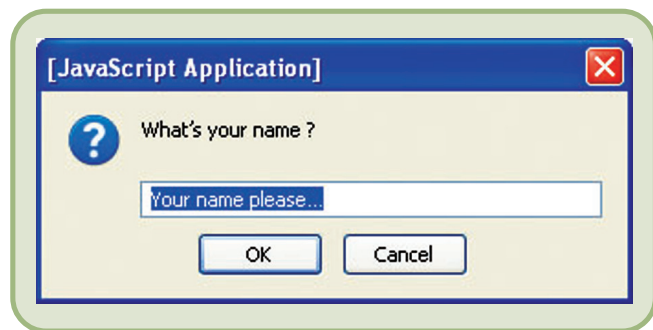 [JavaScript Application]
What's your name ?
Your name please...
OK
Cancel